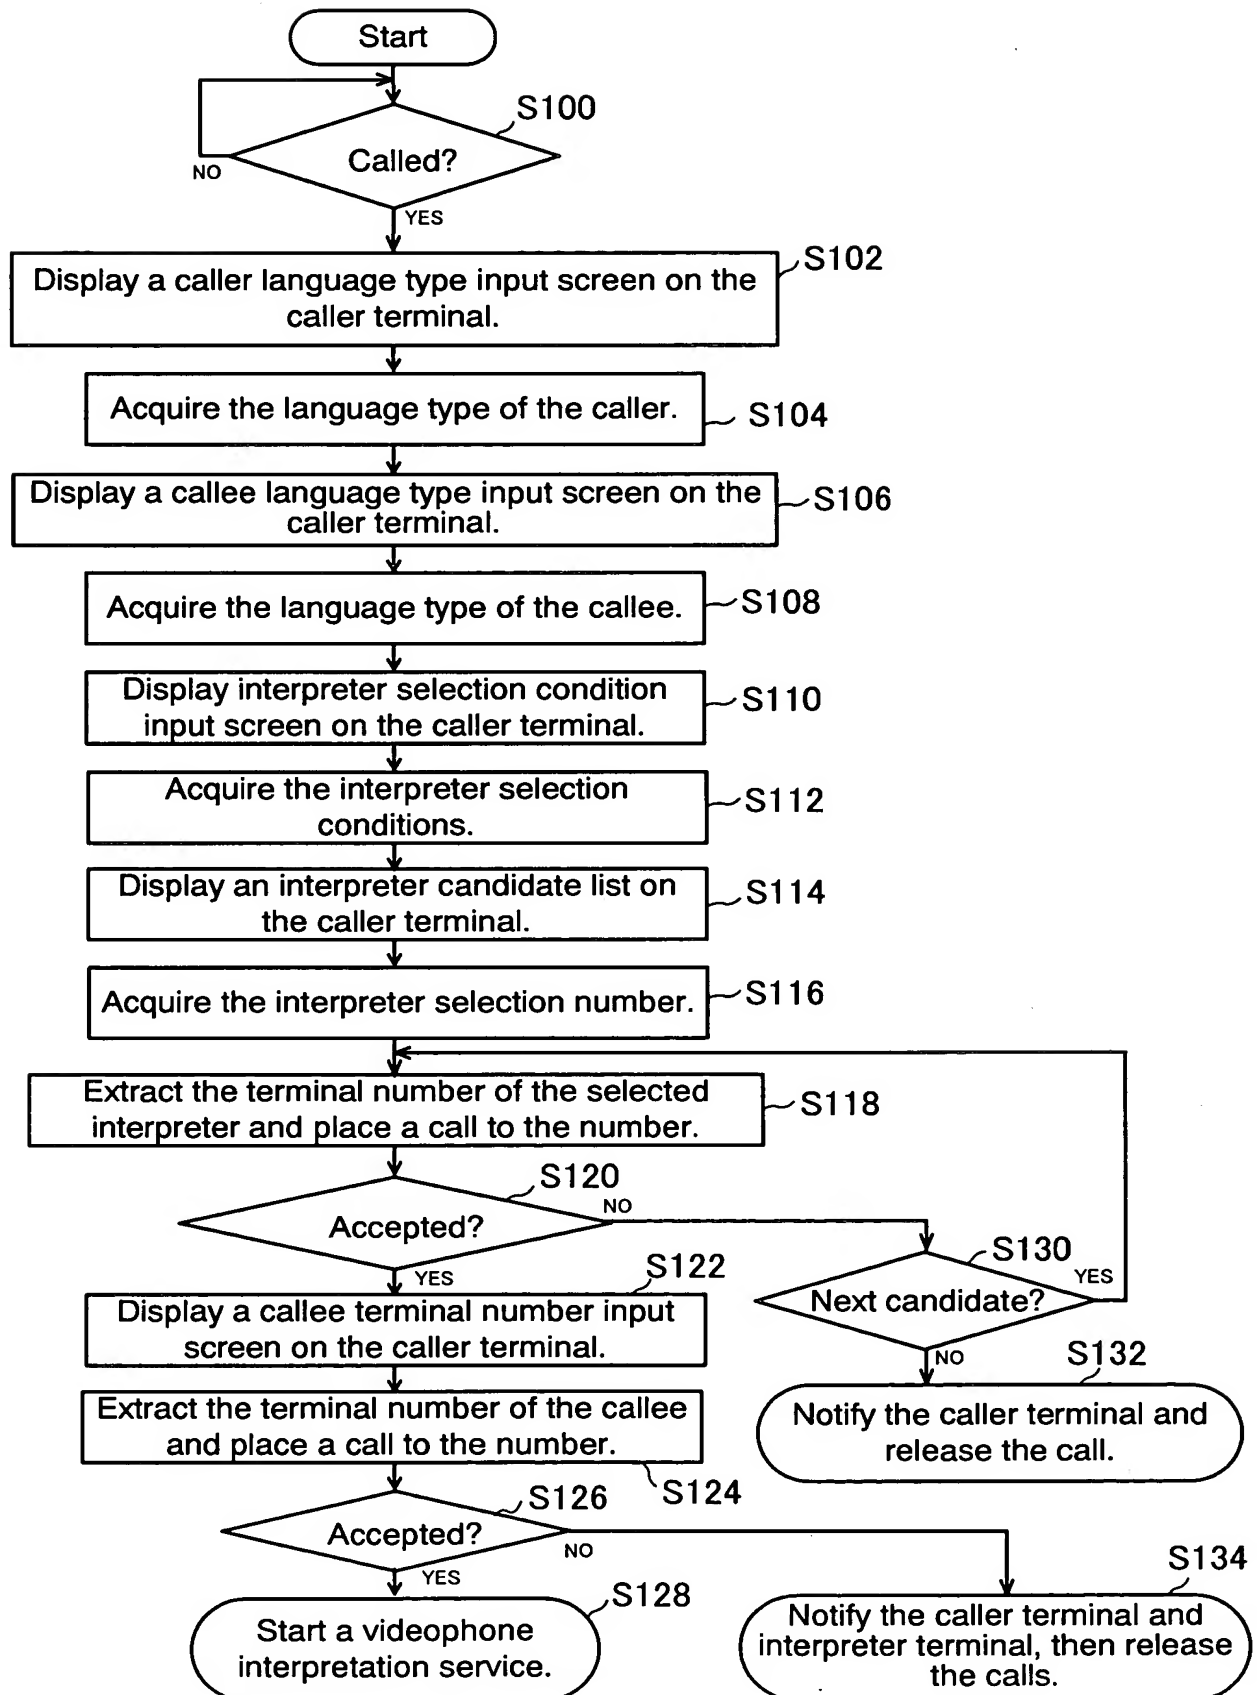 Start
S100
Called?
NO
YES
S102
Display a caller language type input screen on the
caller terminal.
Acquire the language type of the caller.
S104
Display a callee language type input screen on the
caller terminal.
S106
Acquire the language type of the callee.
S108
Display interpreter selection condition
input screen on the caller terminal.
S110
Acquire the interpreter selection
conditions.
S112
Display an interpreter candidate list on
the caller terminal.
S114
Acquire the interpreter selection number.
S116
Extract the terminal number of the selected
interpreter and place a call to the number.
S118
S120
Accepted?
NO
YES
S130
Next candidate?
YES
NO
S122
Display a callee terminal number input
screen on the caller terminal.
S132
Notify the caller terminal and
release the call.
Extract the terminal number of the callee
and place a call to the number.
S124
S126
Accepted?
NO
YES
S128
Start a videophone
interpretation service.
S134
Notify the caller terminal and
interpreter terminal, then release
the calls.